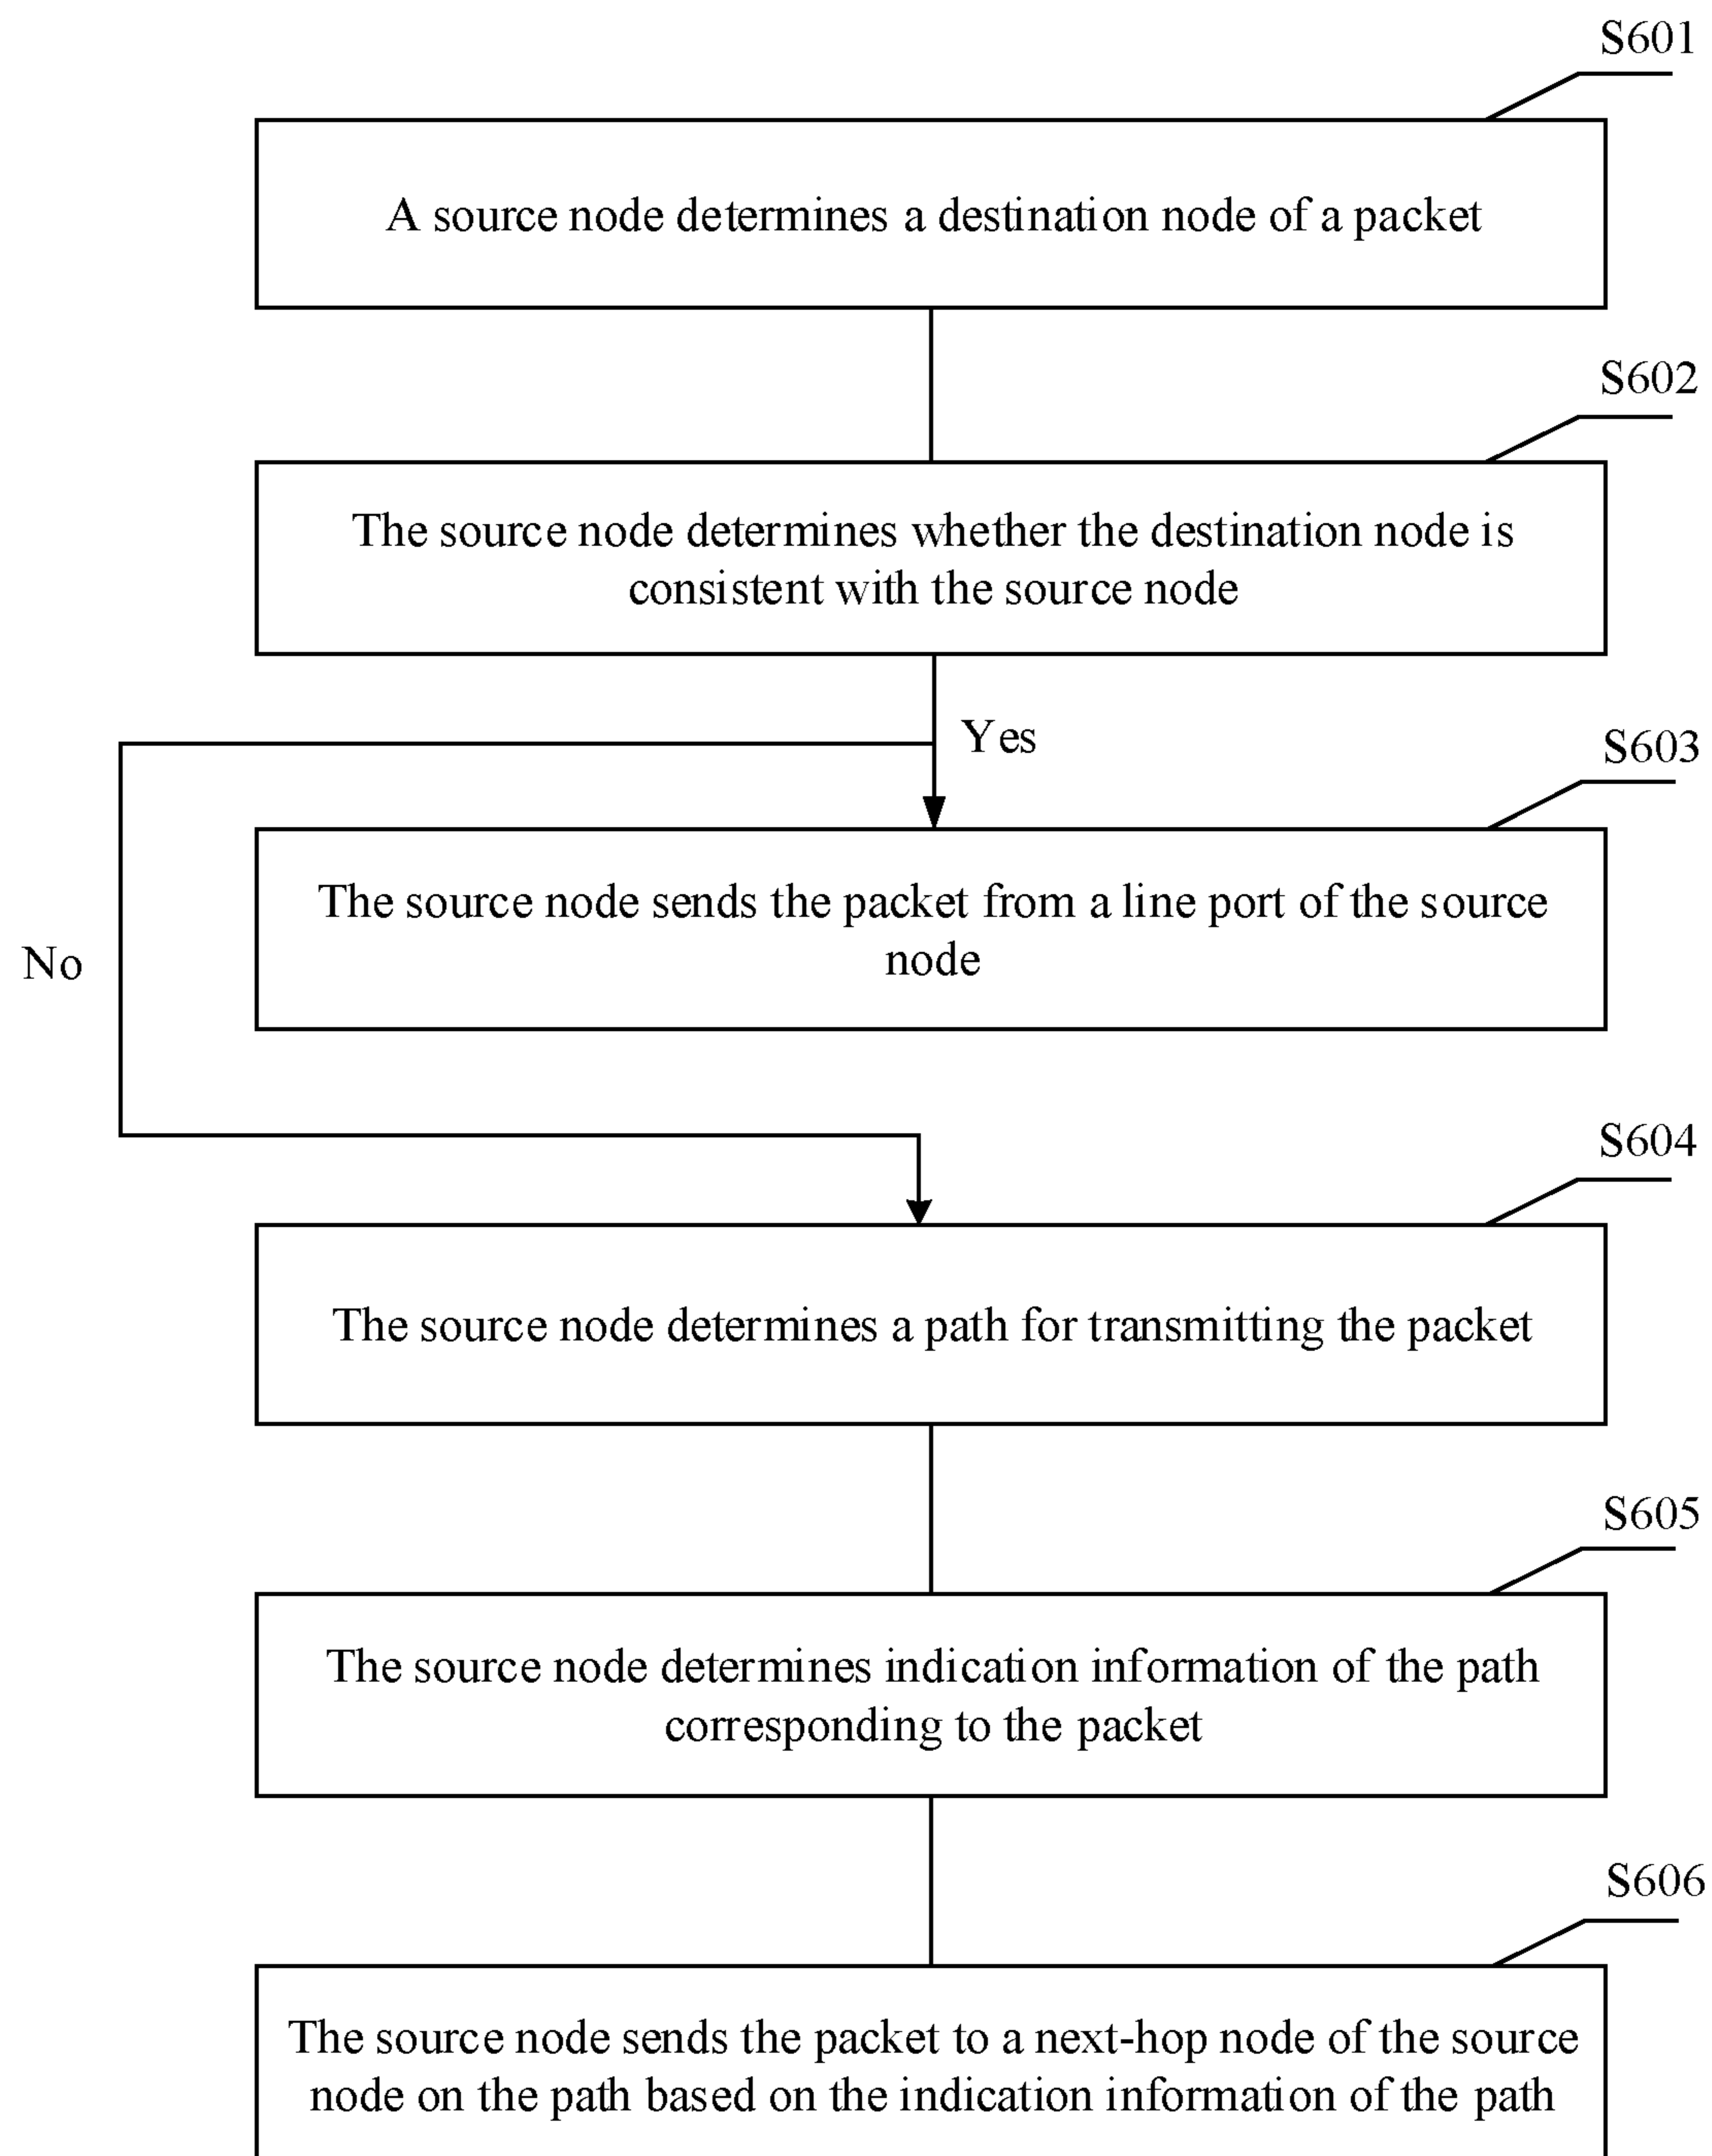 S601
A source node determines a destination node of a packet
S602
The source node determines whether the destination node is
consistent with the source node
Yes
S603
The source node sends the packet from a line port of the source
node
No
S604
The source node determines a path for transmitting the packet
S605
The source node determines indication information of the path
corresponding to the packet
S606
The source node sends the packet to a next-hop node of the source
node on the path based on the indication information of the path